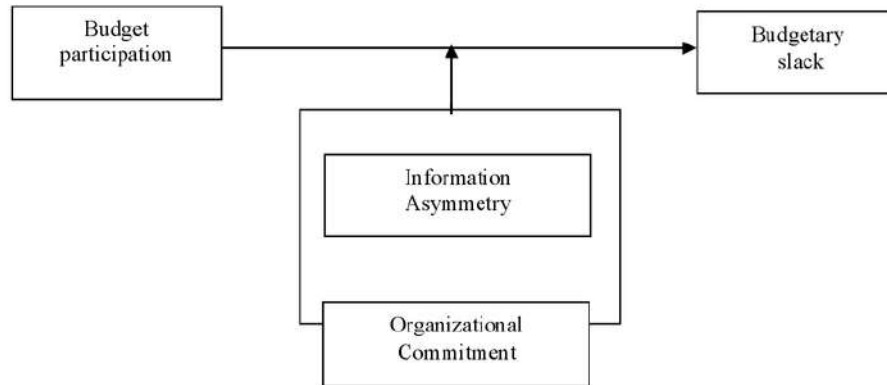 Budget
participation
Budgetary
slack
Information
Asymmetry
Organizational
Commitment